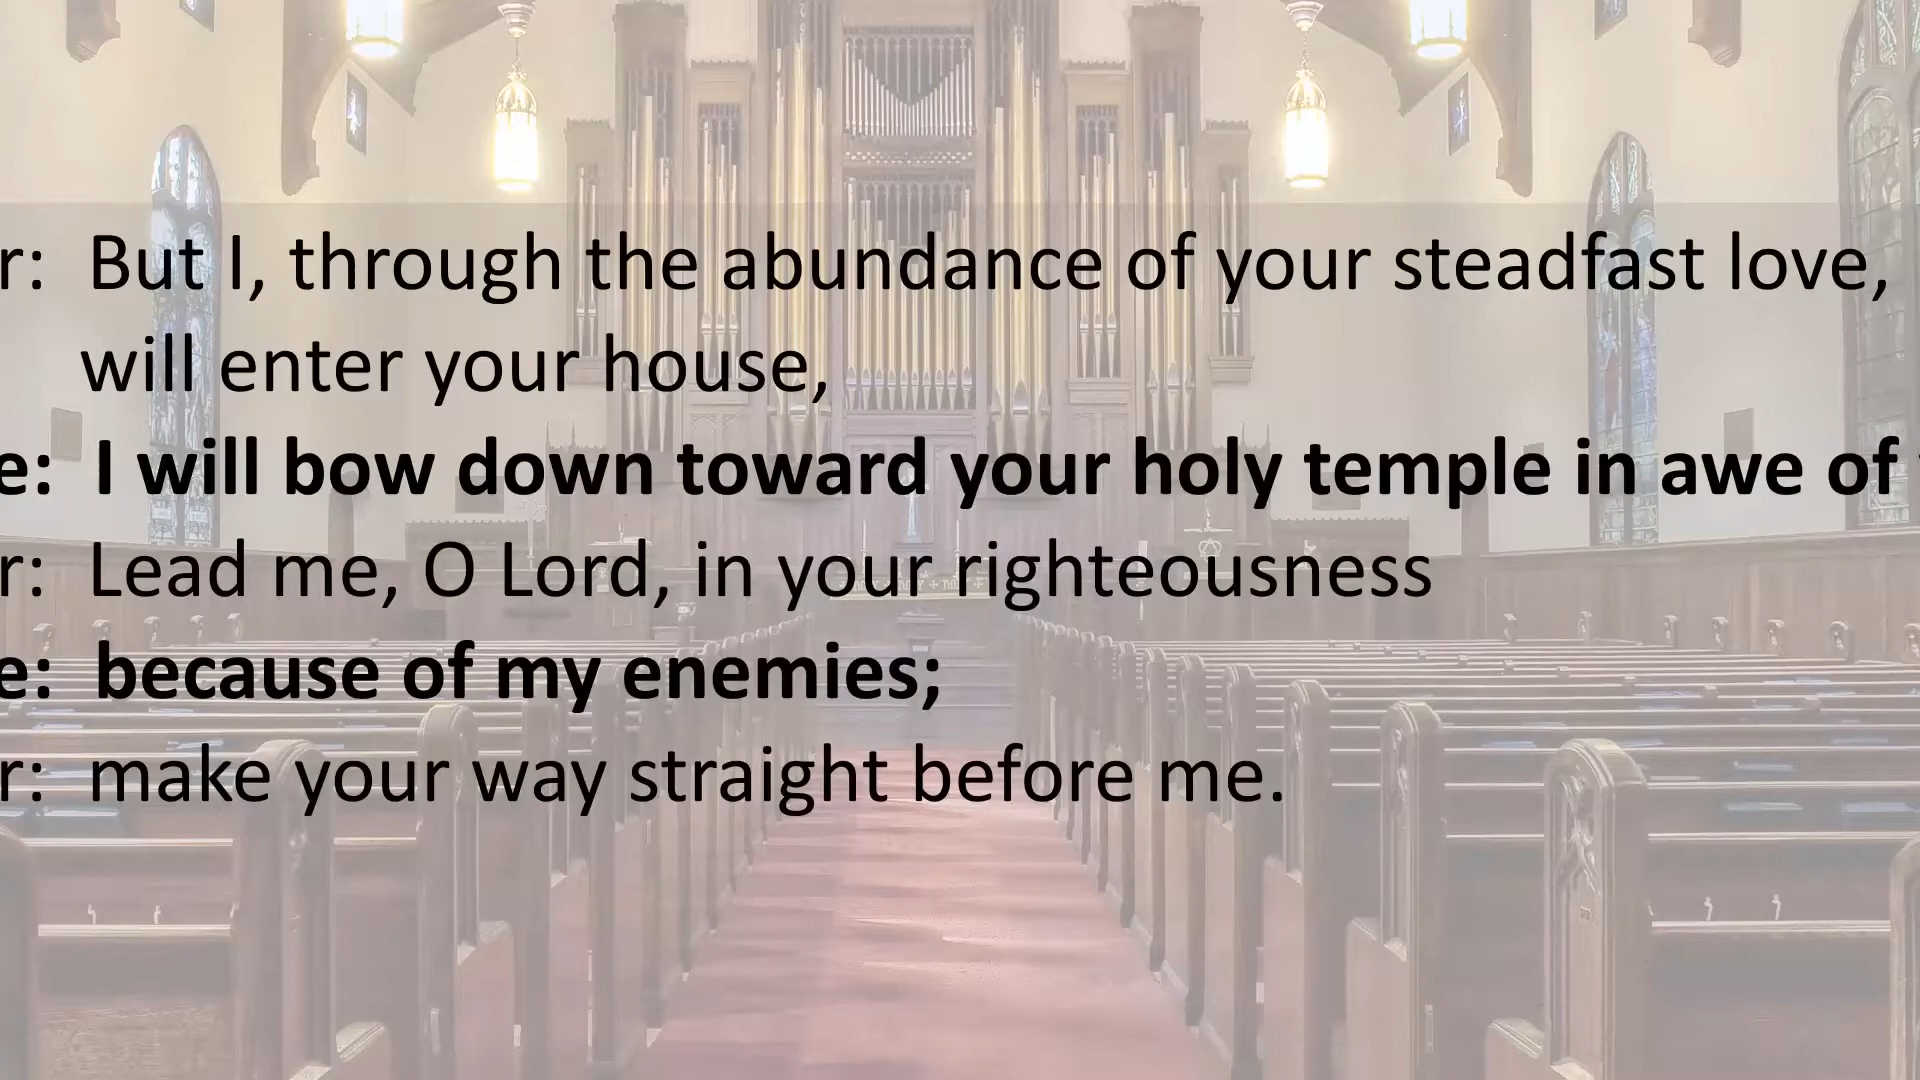 r: But I, through the abundance of your steadfast love,
will enter your house,
e: I will bow down toward your holy temple in awe of
r: Lead me, O Lord, in your righteousness
e: because of my enemies;
r: make your way straight before me.